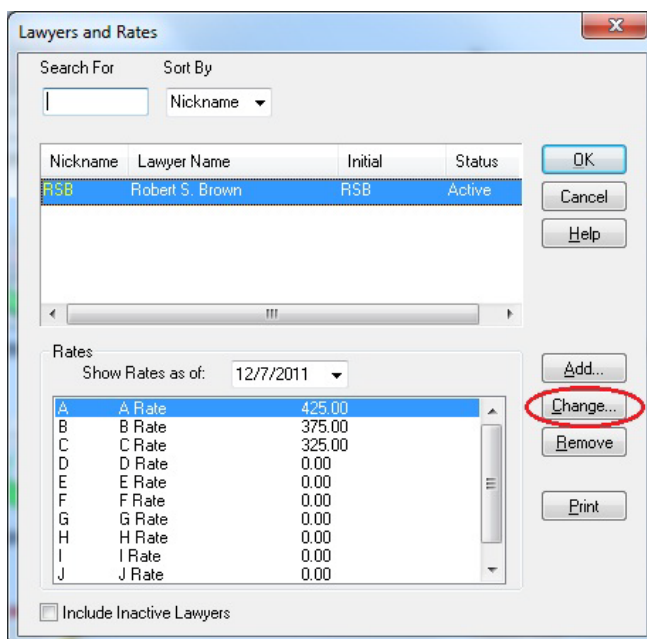 Lawyers and Rates
Search For Sort By
Nickname
Nickname Lawyer Name Initial Status
RSB Robert S. Brown RSB Active
OK
Cancel
Help
Rates
Show Rates as of: 12/7/2011
A A Rate 425.00
B B Rate 375.00
C C Rate 325.00
D D Rate 0.00
E E Rate 0.00
F F Rate 0.00
G G Rate 0.00
H H Rate 0.00
I I Rate 0.00
J J Rate 0.00
Add...
Change...
Remove
Print
Include Inactive Lawyers